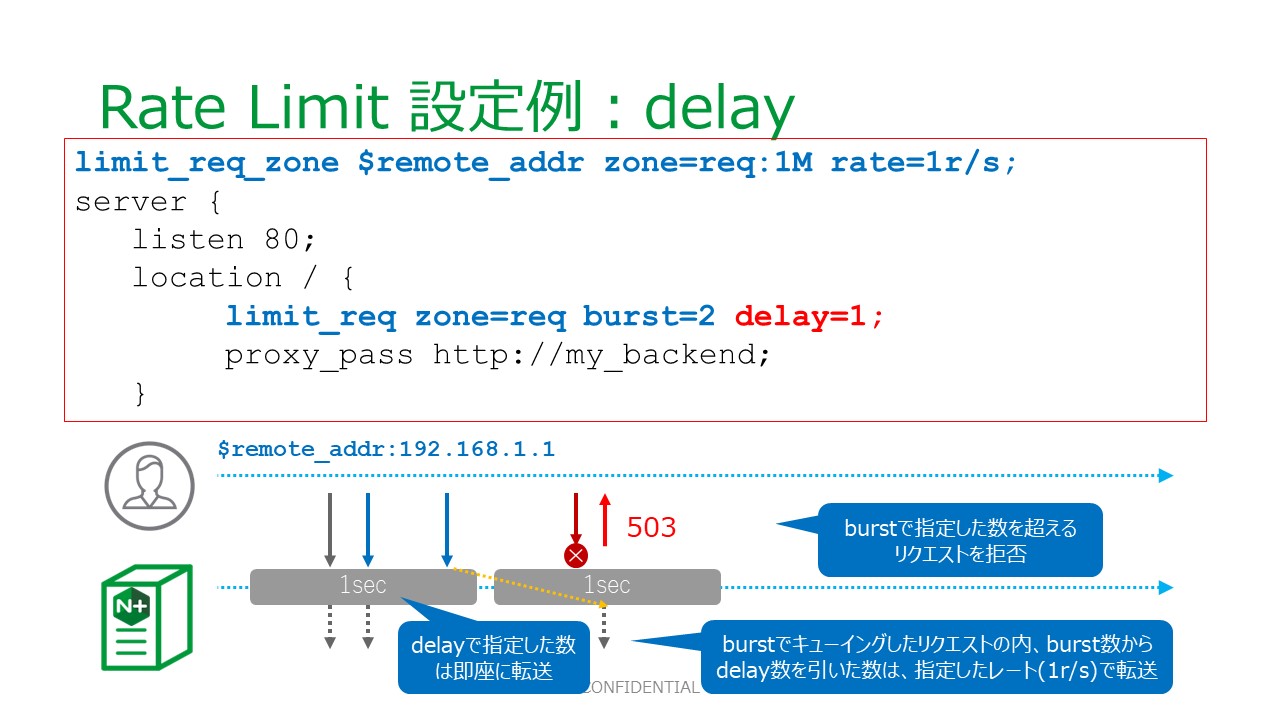 Rate Limit 設定例：delay
limit_req_zone $remote_addr zone=req:1M rate=1r/s;
server {
listen 80;
location / {
limit_req zone=req burst=2 delay=1;
proxy_pass http://my_backend;
}
$remote_addr:192.168.1.1
503
burstで指定した数を超える
リクエストを拒否
1sec
1sec
N+
delayで指定した数
は即座に転送
burstでキューイングしたリクエストの内、burst数から
delay数を引いた数は、指定したレート(1r/s)で転送
CONFIDENTIAL